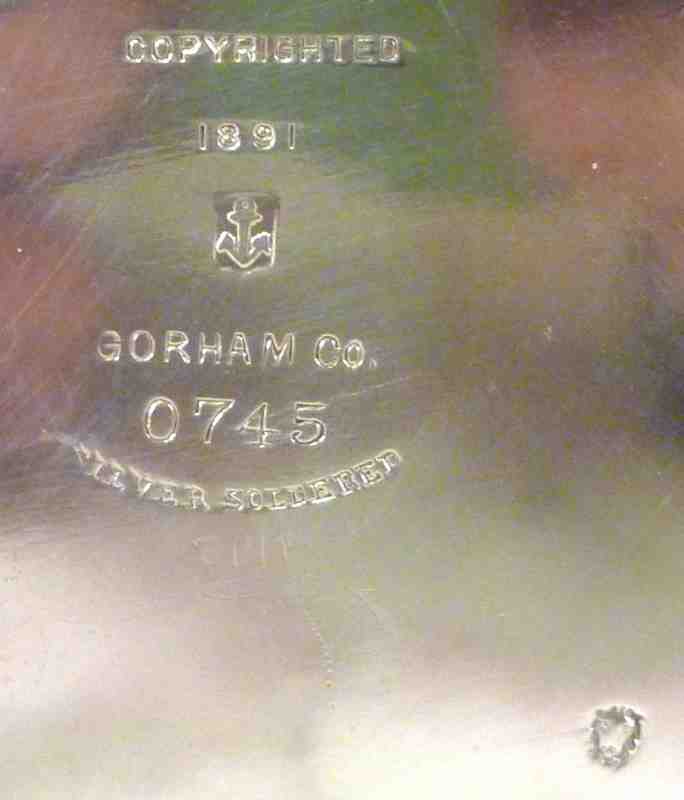 COPYRIGHTED
1891
GORHAM CO.
0745
SILVER SOLDERED